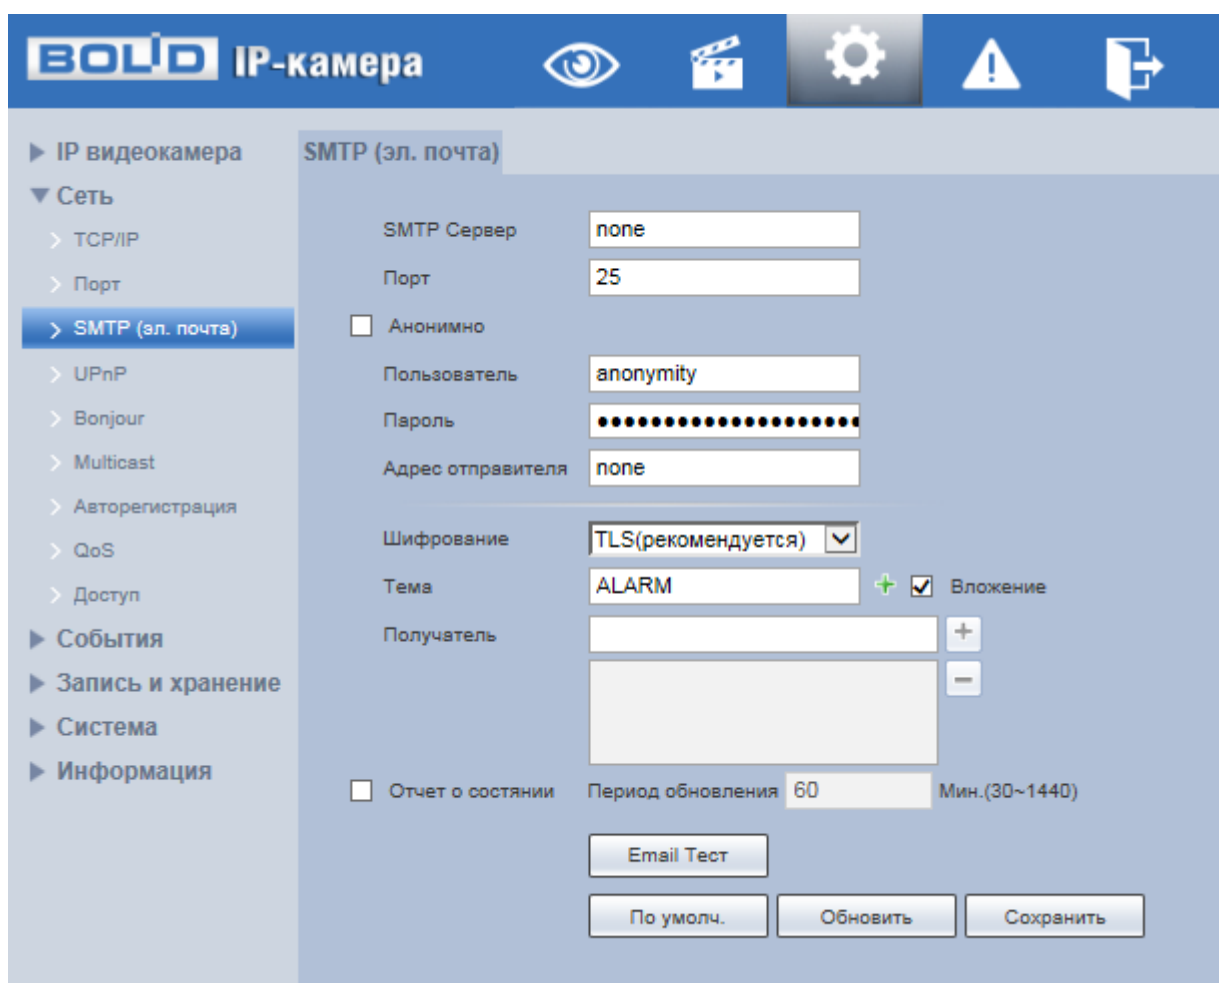 BOLID IP-камера
IP видеокамера
Сеть
TCP/IP
Порт
SMTP (эл. почта)
UPnP
Bonjour
Multicast
Авторегистрация
QoS
Доступ
События
Запись и хранение
Система
Информация
SMTP (эл. почта)
SMTP Сервер none
Порт 25
Анонимно
Пользователь anonymity
Пароль ••••••••••••••••••••
Адрес отправителя none
Шифрование TLS(рекомендуется)
Тема ALARM + Вложение
Получатель +
−
Отчет о состянии Период обновления 60 Мин.(30~1440)
Email Тест
По умолч. Обновить Сохранить